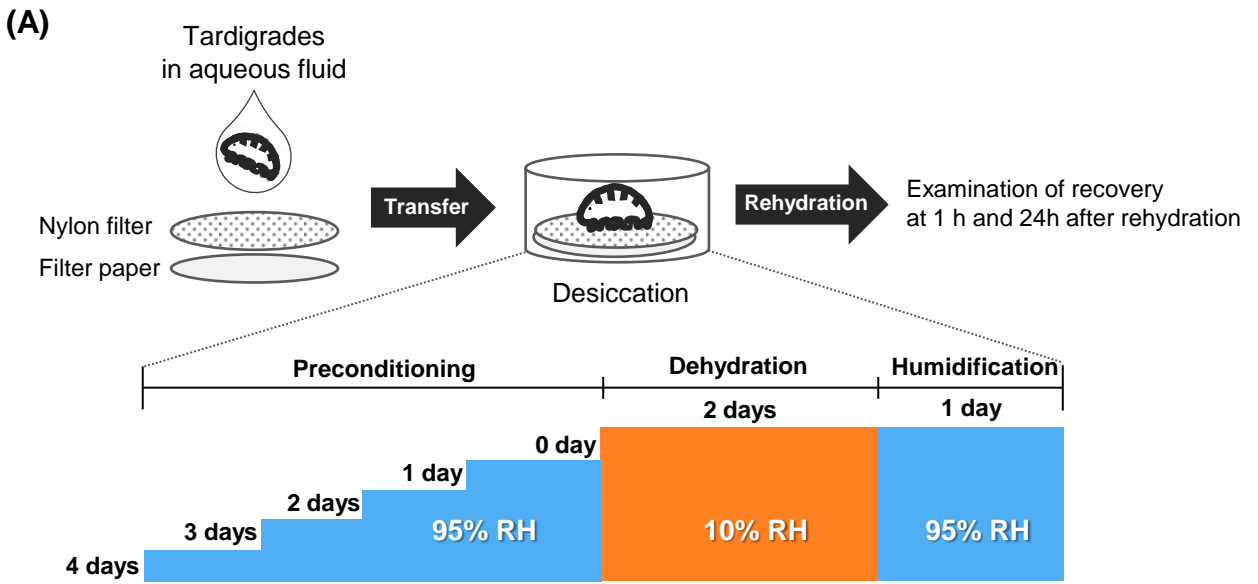 (A)
Tardigrades
in aqueous fluid
Nylon filter
Filter paper
Transfer
Desiccation
Rehydration
Examination of recovery
at 1 h and 24h after rehydration
Preconditioning
Dehydration
Humidification
2 days
1 day
0 day
1 day
2 days
3 days
4 days
95% RH
10% RH
95% RH